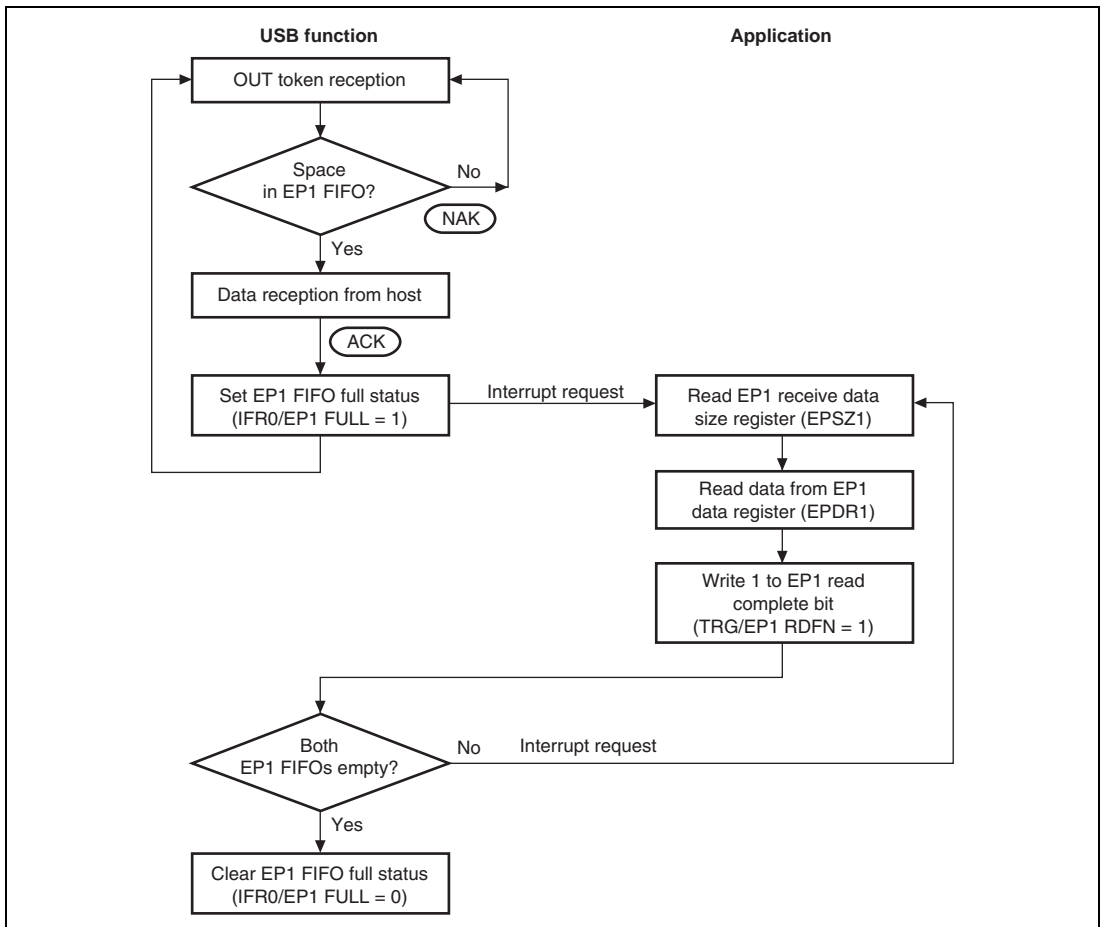 USB function
Application
OUT token reception
Space
in EP1 FIFO?
No
NAK
Yes
Data reception from host
ACK
Set EP1 FIFO full status
(IFR0/EP1 FULL = 1)
Interrupt request
Read EP1 receive data
size register (EPSZ1)
Read data from EP1
data register (EPDR1)
Write 1 to EP1 read
complete bit
(TRG/EP1 RDFN = 1)
Both
EP1 FIFOs empty?
No
Interrupt request
Yes
Clear EP1 FIFO full status
(IFR0/EP1 FULL = 0)